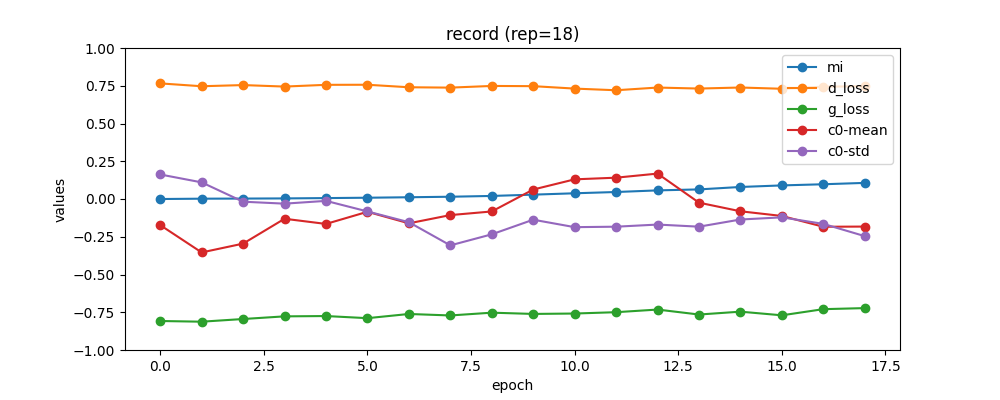 record (rep=18)
1.00
0.75
0.50
0.25
0.00
−0.25
−0.50
−0.75
−1.00
values
mi
d_loss
g_loss
c0-mean
c0-std
0.0
2.5
5.0
7.5
10.0
12.5
15.0
17.5
epoch